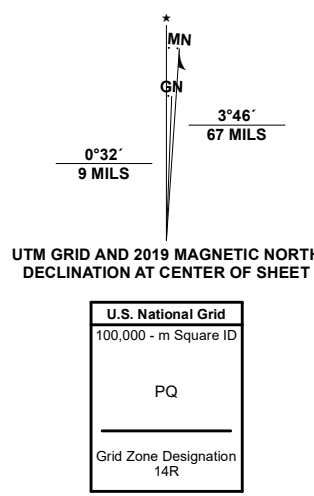 MN
GN
3°46´
67 MILS
0°32´
9 MILS
UTM GRID AND 2019 MAGNETIC NORTH
DECLINATION AT CENTER OF SHEET
U.S. National Grid
100,000 - m Square ID
PQ
Grid Zone Designation
14R